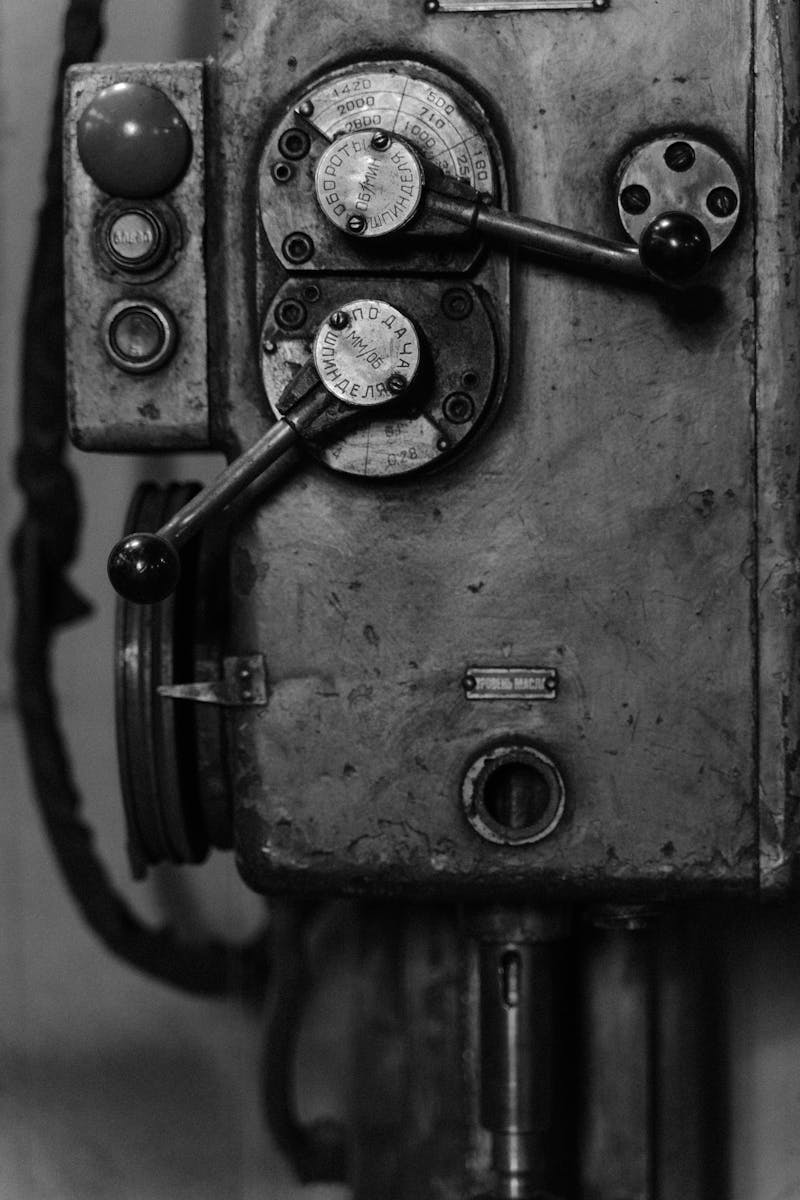 1420 500
2000 710
2800 1000 180
ОБОРОТЫ ШПИНДЕЛЯ
ОБ/МИН
ПОДАЧА
ММ/ОБ
ШПИНДЕЛЯ
0,28
УРОВЕНЬ МАСЛА